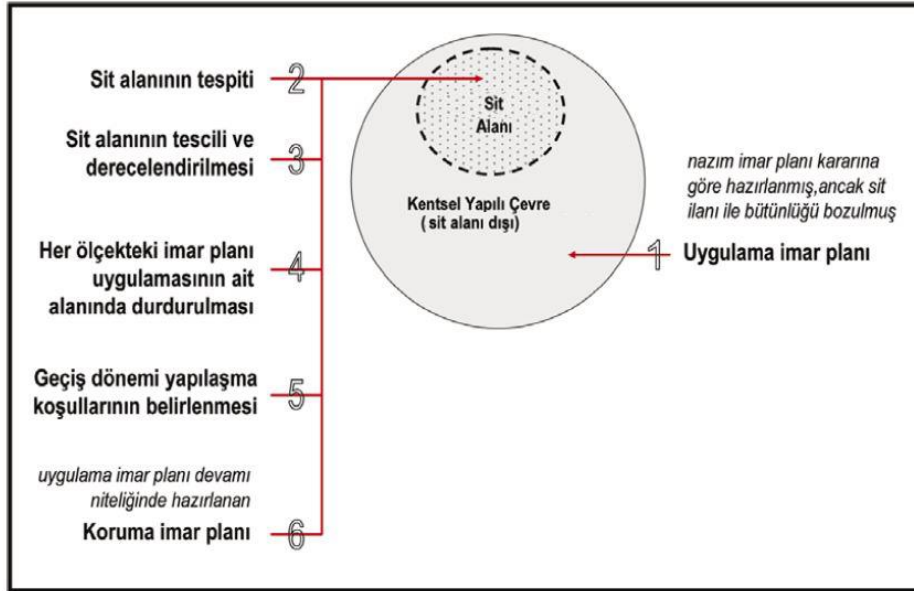 Sit alanının tespiti
2
Sit alanının tescili ve
derecelendirilmesi
3
Her ölçekteki imar planı
uygulamasının ait
alanında durdurulması
4
Geçiş dönemi yapılaşma
koşullarının belirlenmesi
5
uygulama imar planı devamı
niteliğinde hazırlanan
Koruma imar planı
6
Sit
Alanı
Kentsel Yapılı Çevre
( sit alanı dışı)
nazım imar planı kararına
göre hazırlanmış,ancak sit
ilanı ile bütünlüğü bozulmuş
1
Uygulama imar planı